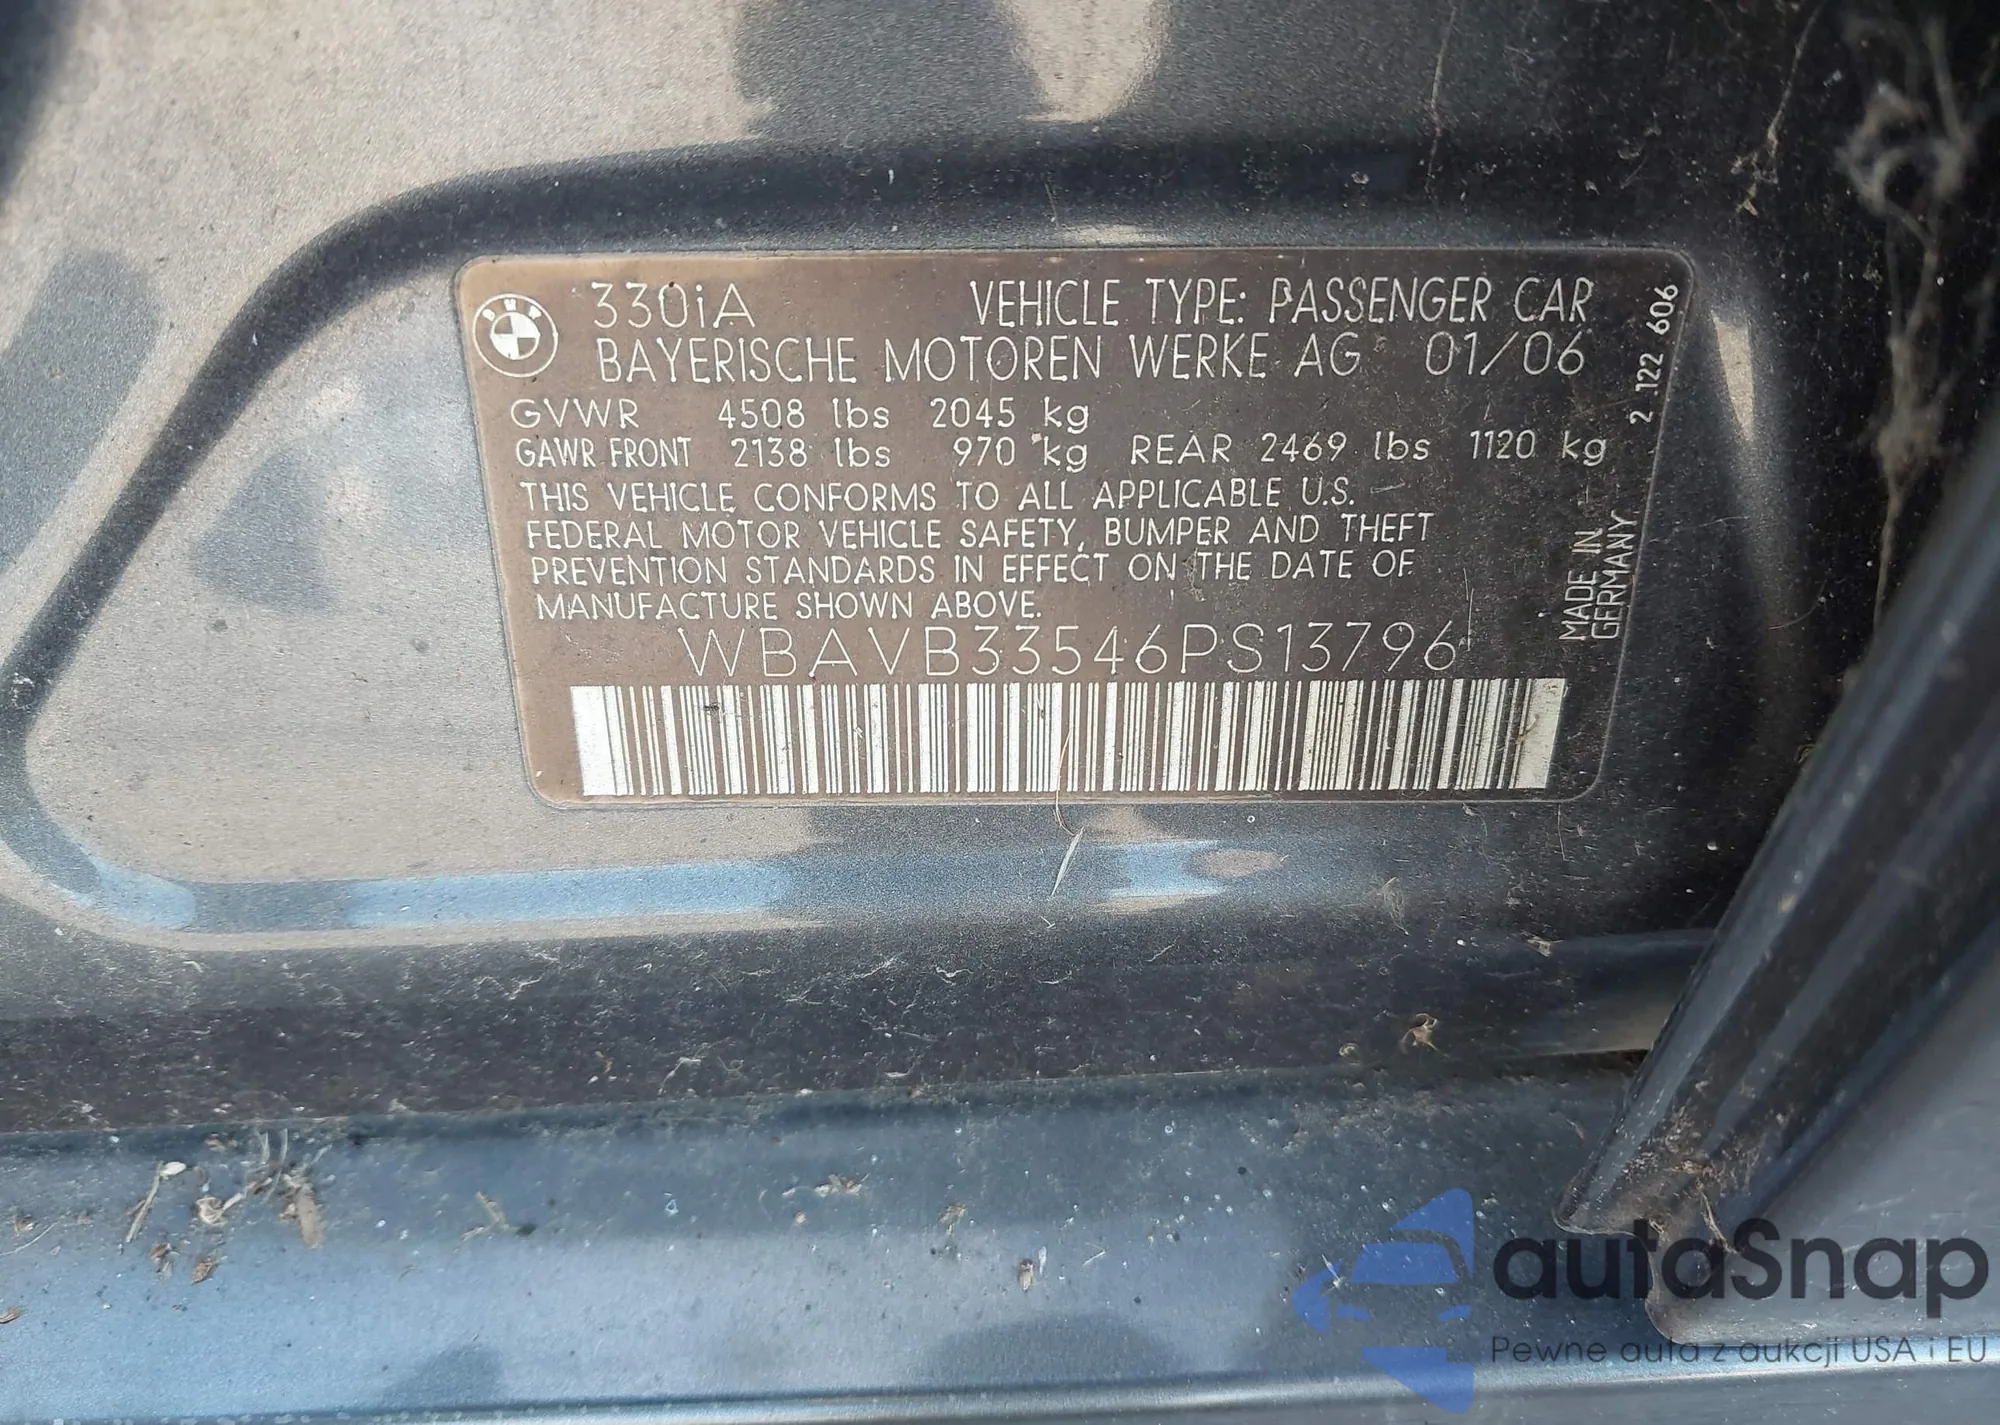 BMW
330iA VEHICLE TYPE: PASSENGER CAR
BAYERISCHE MOTOREN WERKE AG 01/06
GVWR 4508 lbs 2045 kg
GAWR FRONT 2138 lbs 970 kg REAR 2469 lbs 1120 kg
THIS VEHICLE CONFORMS TO ALL APPLICABLE U.S.
FEDERAL MOTOR VEHICLE SAFETY, BUMPER AND THEFT
PREVENTION STANDARDS IN EFFECT ON THE DATE OF
MANUFACTURE SHOWN ABOVE.
WBAVB33546PS13796
2 122 606
MADE IN
GERMANY
autaSnap
Pewne auta z aukcji USA i EU